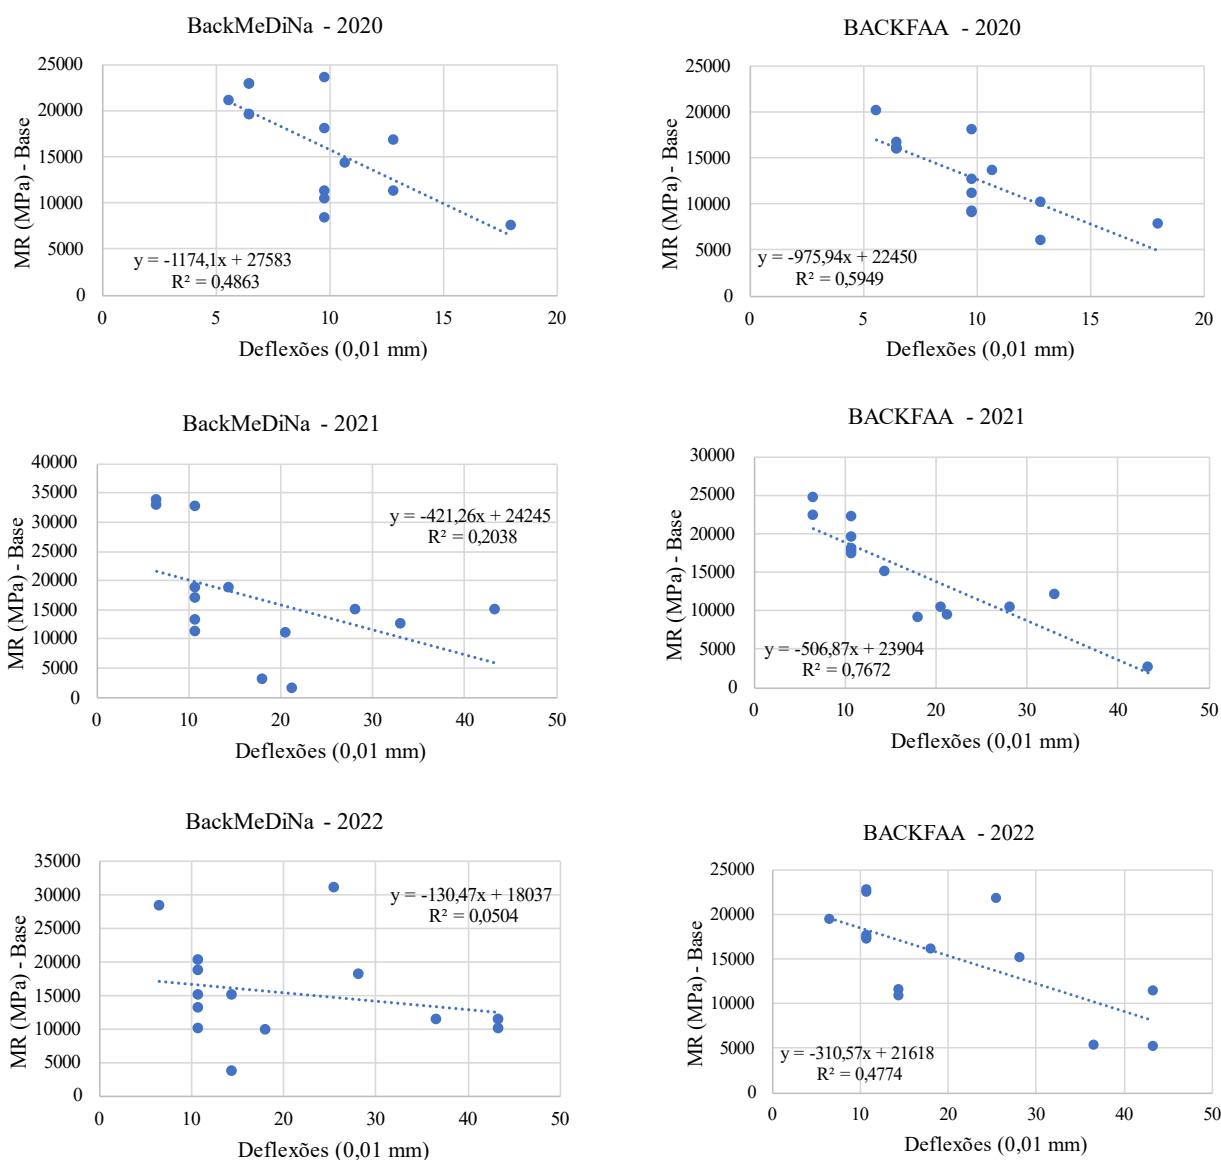 BackMeDiNa - 2020
25000
20000
15000
10000
5000
0
MR (MPa) - Base
y = -1174,1x + 27583
R² = 0,4863
0 5 10 15 20
Deflexões (0,01 mm)
BACKFAA - 2020
25000
20000
15000
10000
5000
0
MR (MPa) - Base
y = -975,94x + 22450
R² = 0,5949
0 5 10 15 20
Deflexões (0,01 mm)
BackMeDiNa - 2021
40000
35000
30000
25000
20000
15000
10000
5000
0
MR (MPa) - Base
y = -421,26x + 24245
R² = 0,2038
0 10 20 30 40 50
Deflexões (0,01 mm)
BACKFAA - 2021
30000
25000
20000
15000
10000
5000
0
MR (MPa) - Base
y = -506,87x + 23904
R² = 0,7672
0 10 20 30 40 50
Deflexões (0,01 mm)
BackMeDiNa - 2022
35000
30000
25000
20000
15000
10000
5000
0
MR (MPa) - Base
y = -130,47x + 18037
R² = 0,0504
0 10 20 30 40 50
Deflexões (0,01 mm)
BACKFAA - 2022
25000
20000
15000
10000
5000
0
MR (MPa) - Base
y = -310,57x + 21618
R² = 0,4774
0 10 20 30 40 50
Deflexões (0,01 mm)